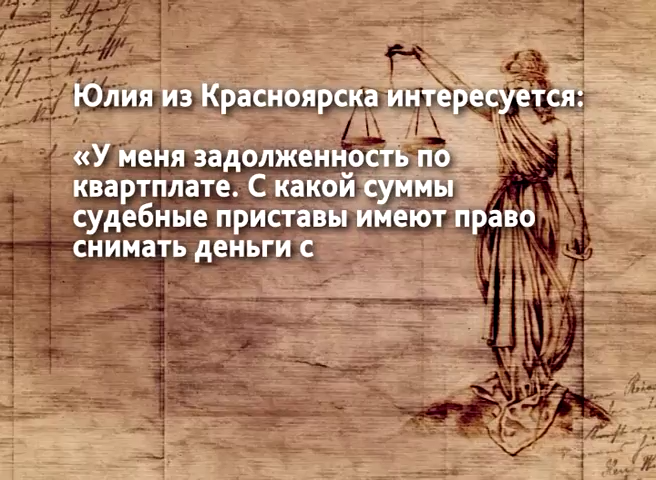 Юлия из Красноярска интересуется:
«У меня задолженность по
квартплате. С какой суммы
судебные приставы имеют право
снимать деньги с